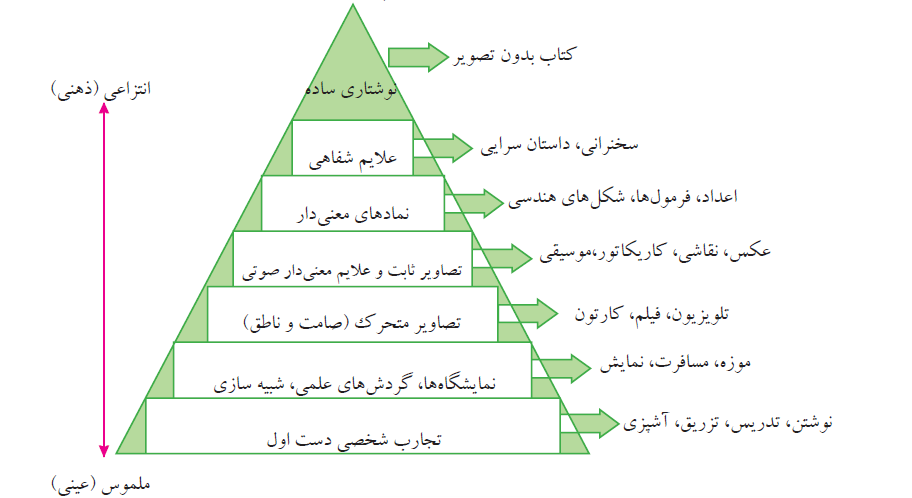 کتاب بدون تصویر
انتزاعی (ذهنی)
نوشتاری ساده
سخنرانی، داستان سرایی
علایم شفاهی
اعداد، فرمول‌ها، شکل‌های هندسی
نمادهای معنی‌دار
عکس، نقاشی، کاریکاتور،موسیقی
تصاویر ثابت و علایم معنی‌دار صوتی
تلویزیون، فیلم، کارتون
تصاویر متحرک (صامت و ناطق)
موزه، مسافرت، نمایش
نمایشگاه‌ها، گردش‌های علمی، شبیه سازی
نوشتن، تدریس، تزریق، آشپزی
تجارب شخصی دست اول
ملموس (عینی)